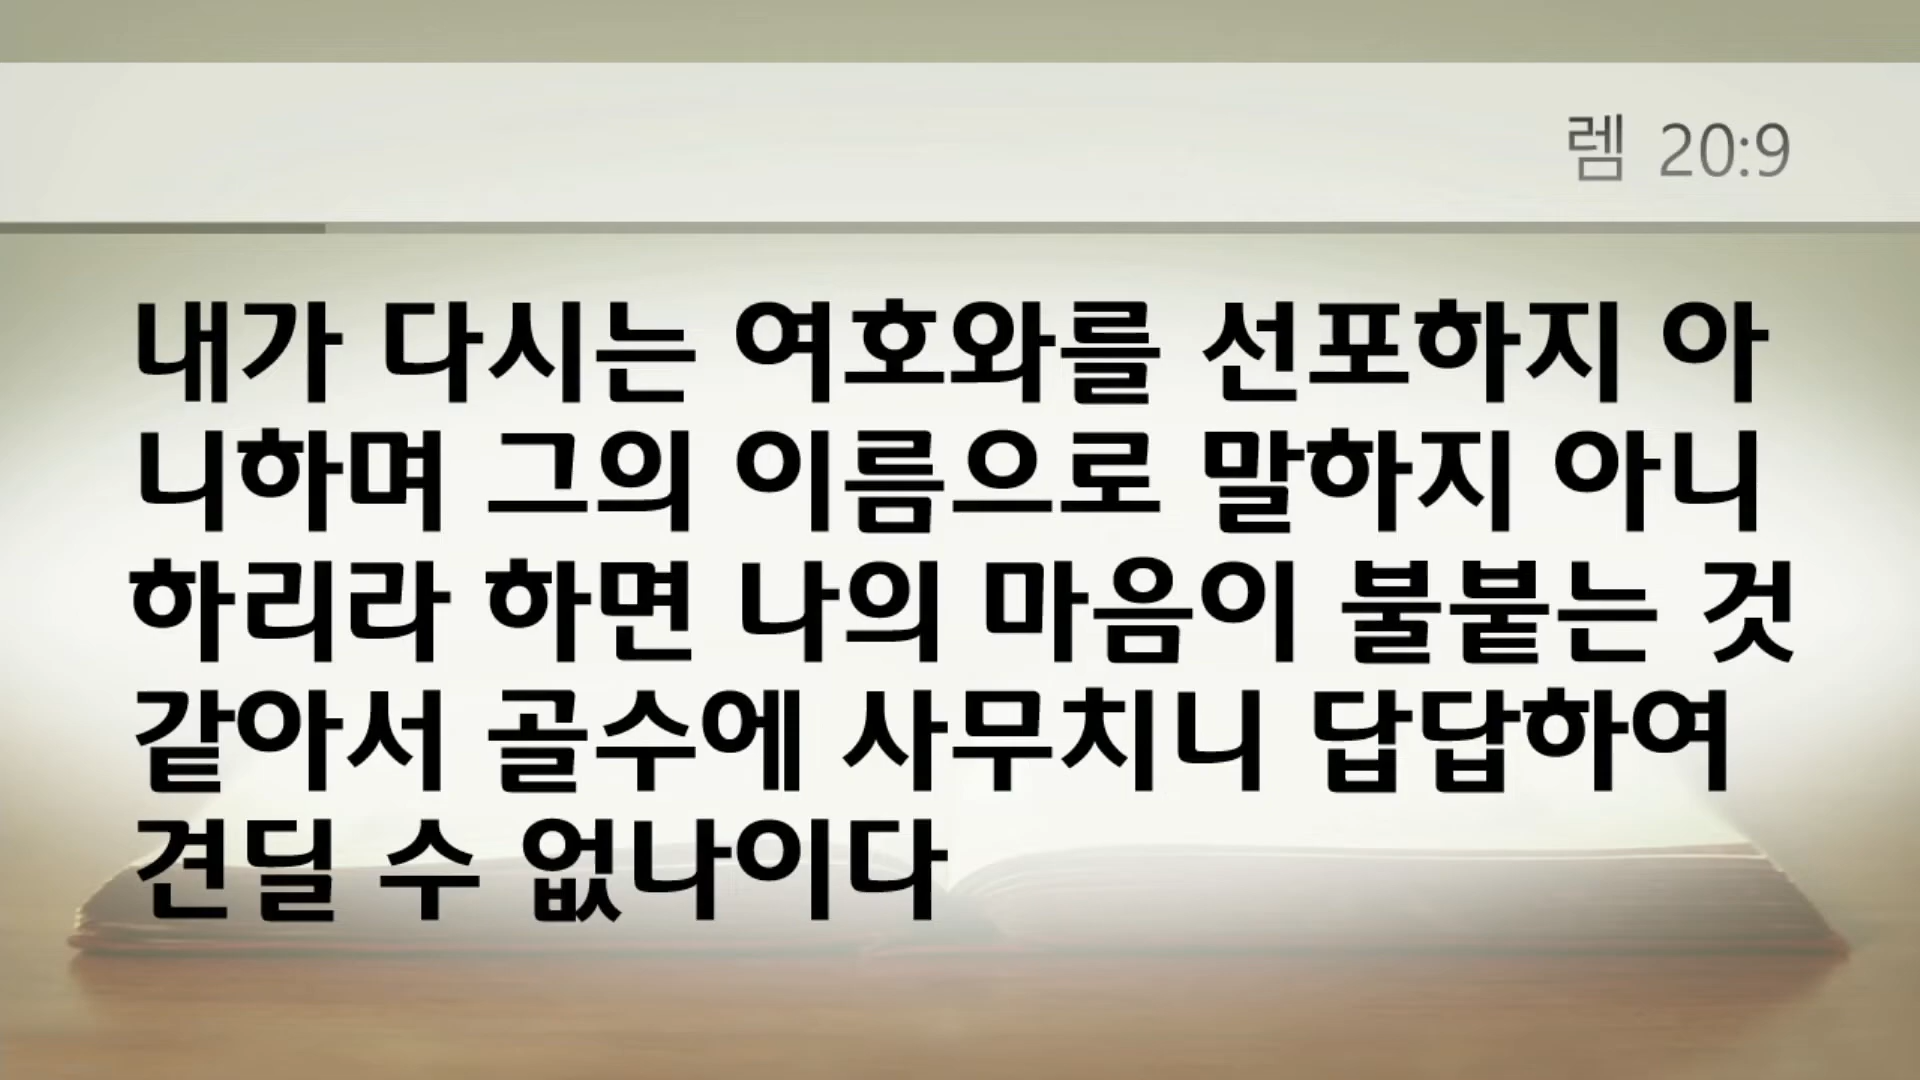 렘 20:9
내가 다시는 여호와를 선포하지 아
니하며 그의 이름으로 말하지 아니
하리라 하면 나의 마음이 불붙는 것
같아서 골수에 사무치니 답답하여
견딜 수 없나이다